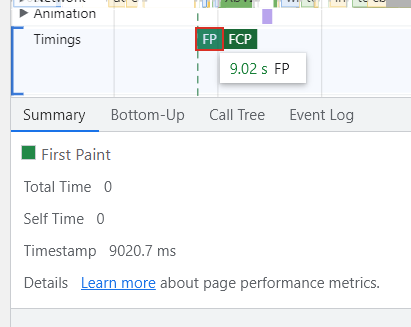 Network
Animation
Timings FP FCP
9.02 s FP
Summary Bottom-Up Call Tree Event Log
First Paint
Total Time 0
Self Time 0
Timestamp 9020.7 ms
Details Learn more about page performance metrics.